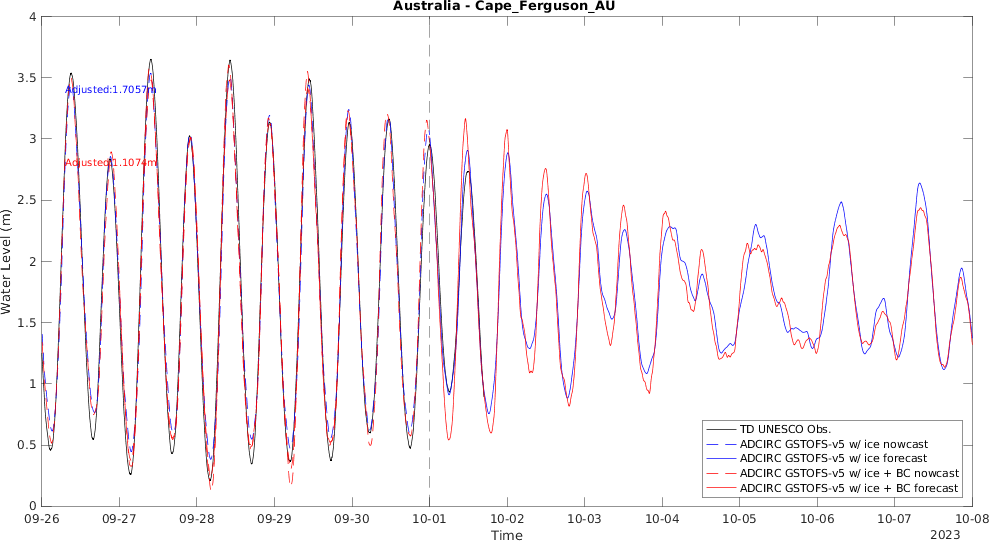 Australia - Cape_Ferguson_AU
4
3.5
3
2.5
2
1.5
1
0.5
0
Water Level (m)
Adjusted:1.7057m
Adjusted:1.1074m
TD UNESCO Obs.
ADCIRC GSTOFS-v5 w/ ice nowcast
ADCIRC GSTOFS-v5 w/ ice forecast
ADCIRC GSTOFS-v5 w/ ice + BC nowcast
ADCIRC GSTOFS-v5 w/ ice + BC forecast
09-26 09-27 09-28 09-29 09-30 10-01 10-02 10-03 10-04 10-05 10-06 10-07 10-08
Time
2023